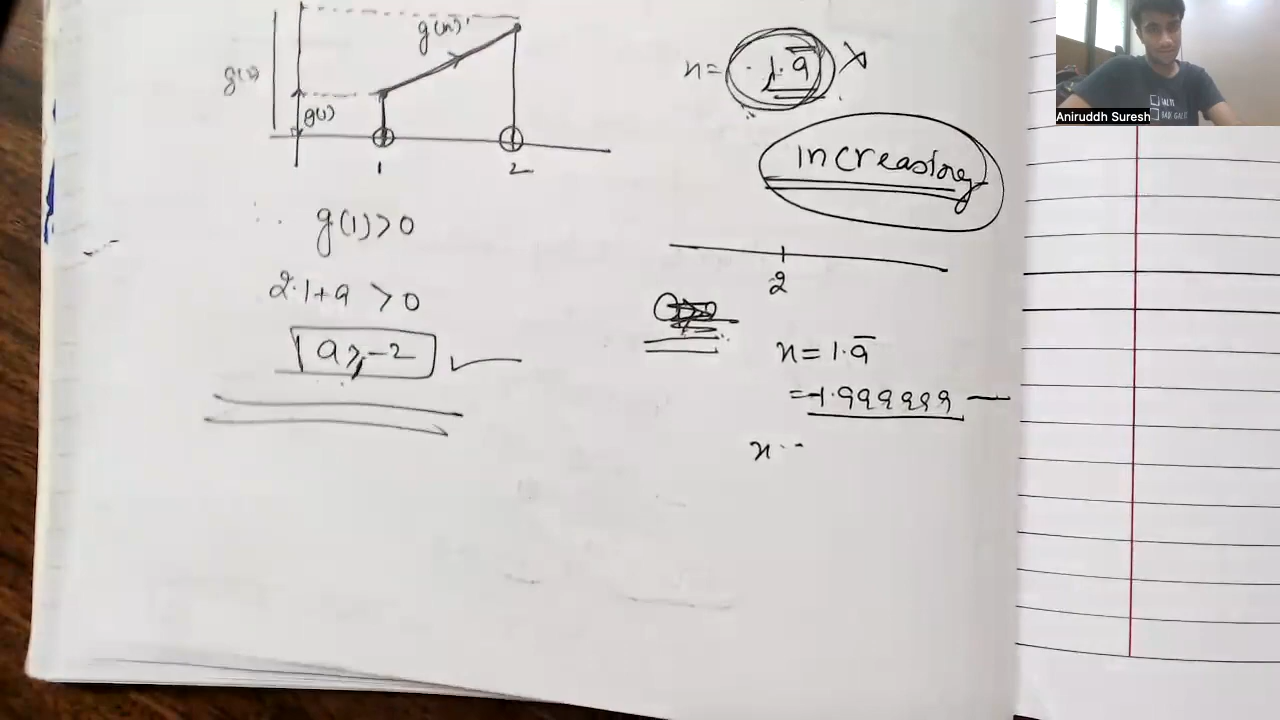 g(n)'
g(1)
g(1)
1
2
g(1) > 0
2·1+a > 0
a ≥ -2
n = 1.9̅ ×
increasing
2
n = 1.9̅
= 1.999999 —
n
Aniruddh Suresh